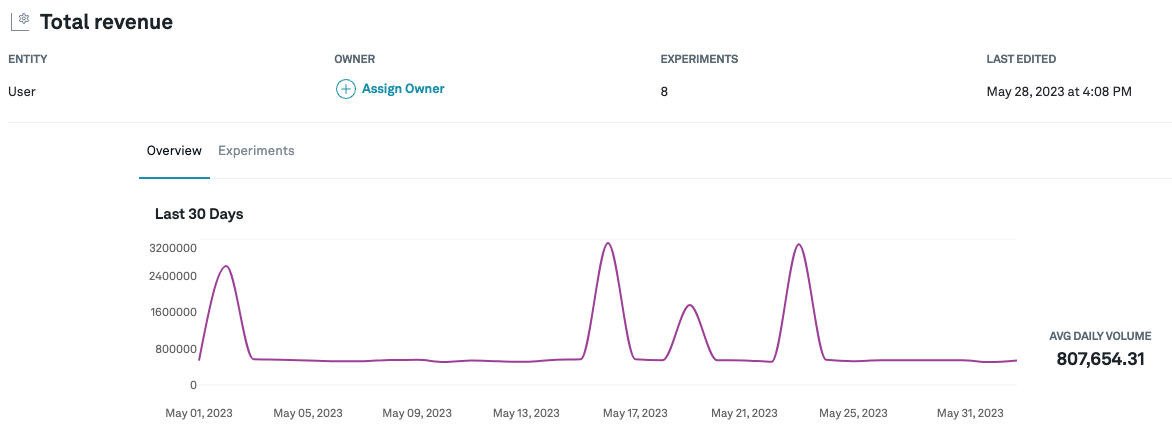 Total revenue
ENTITY OWNER EXPERIMENTS LAST EDITED
User Assign Owner 8 May 28, 2023 at 4:08 PM
Overview Experiments
Last 30 Days
3200000
2400000
1600000
800000
0
AVG DAILY VOLUME
807,654.31
May 01, 2023 May 05, 2023 May 09, 2023 May 13, 2023 May 17, 2023 May 21, 2023 May 25, 2023 May 31, 2023